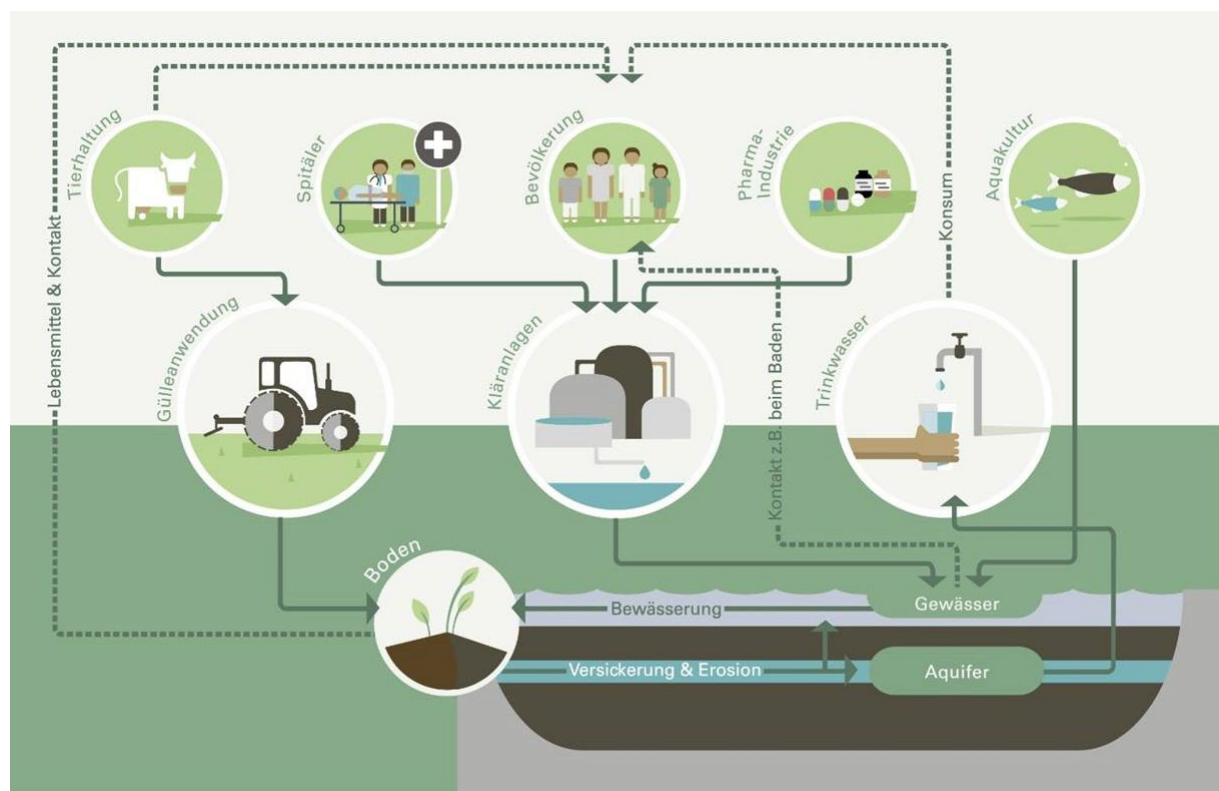 Tierhaltung
Spitäler
Bevölkerung
Pharma-
Industrie
Aquakultur
Lebensmittel & Kontakt
Konsum
Gülleanwendung
Kläranlagen
Kontakt z.B. beim Baden
Trinkwasser
Boden
Bewässerung
Gewässer
Versickerung & Erosion
Aquifer